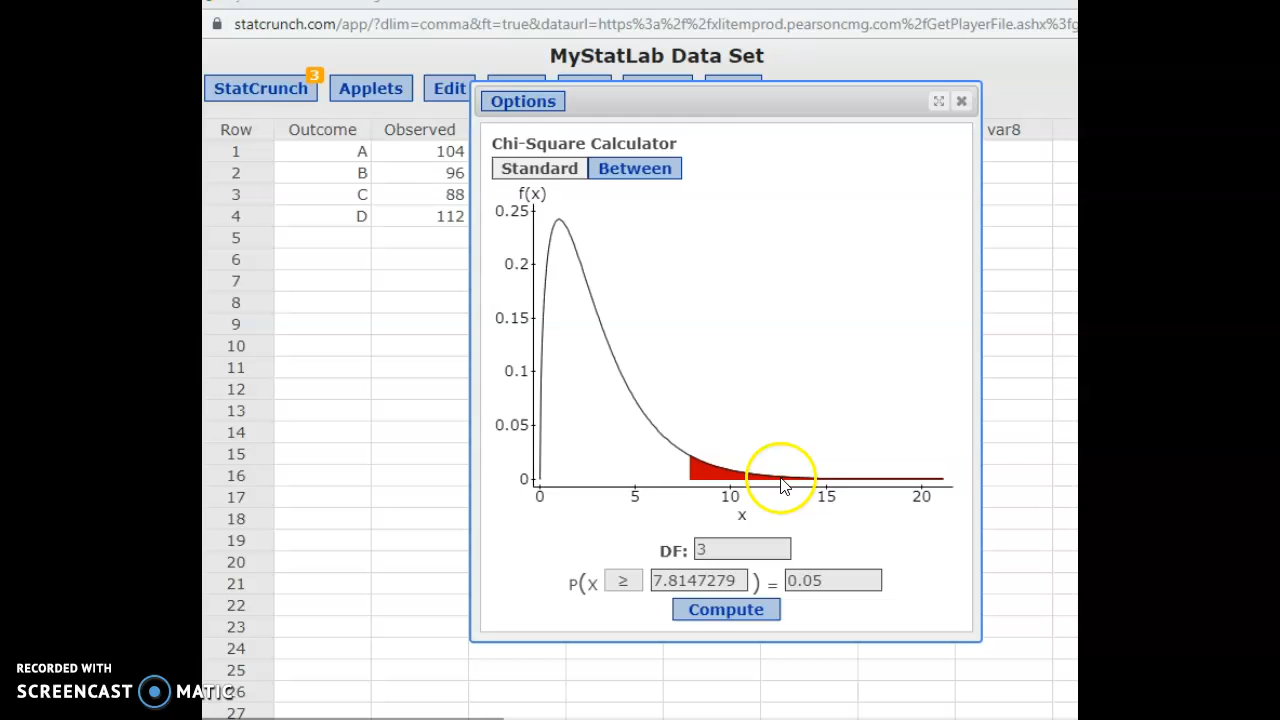 statcrunch.com/app/?dlim=comma&ft=true&dataurl=https%3a%2f%2fxlitemprod.pearsoncmg.com%2fGetPlayerFile.ashx%3fg
MyStatLab Data Set
StatCrunch 3 Applets Edit
Options
Row Outcome Observed var8
1 A 104
2 B 96
3 C 88
4 D 112
5
6
7
8
9
10
11
12
13
14
15
16
17
18
19
20
21
22
23
24
25
26
27
Chi-Square Calculator
Standard Between
f(x)
0.25
0.2
0.15
0.1
0.05
0
0 5 10 15 20
x
DF: 3
P(X ≥ 7.8147279 ) = 0.05
Compute
RECORDED WITH
SCREENCAST MATIC